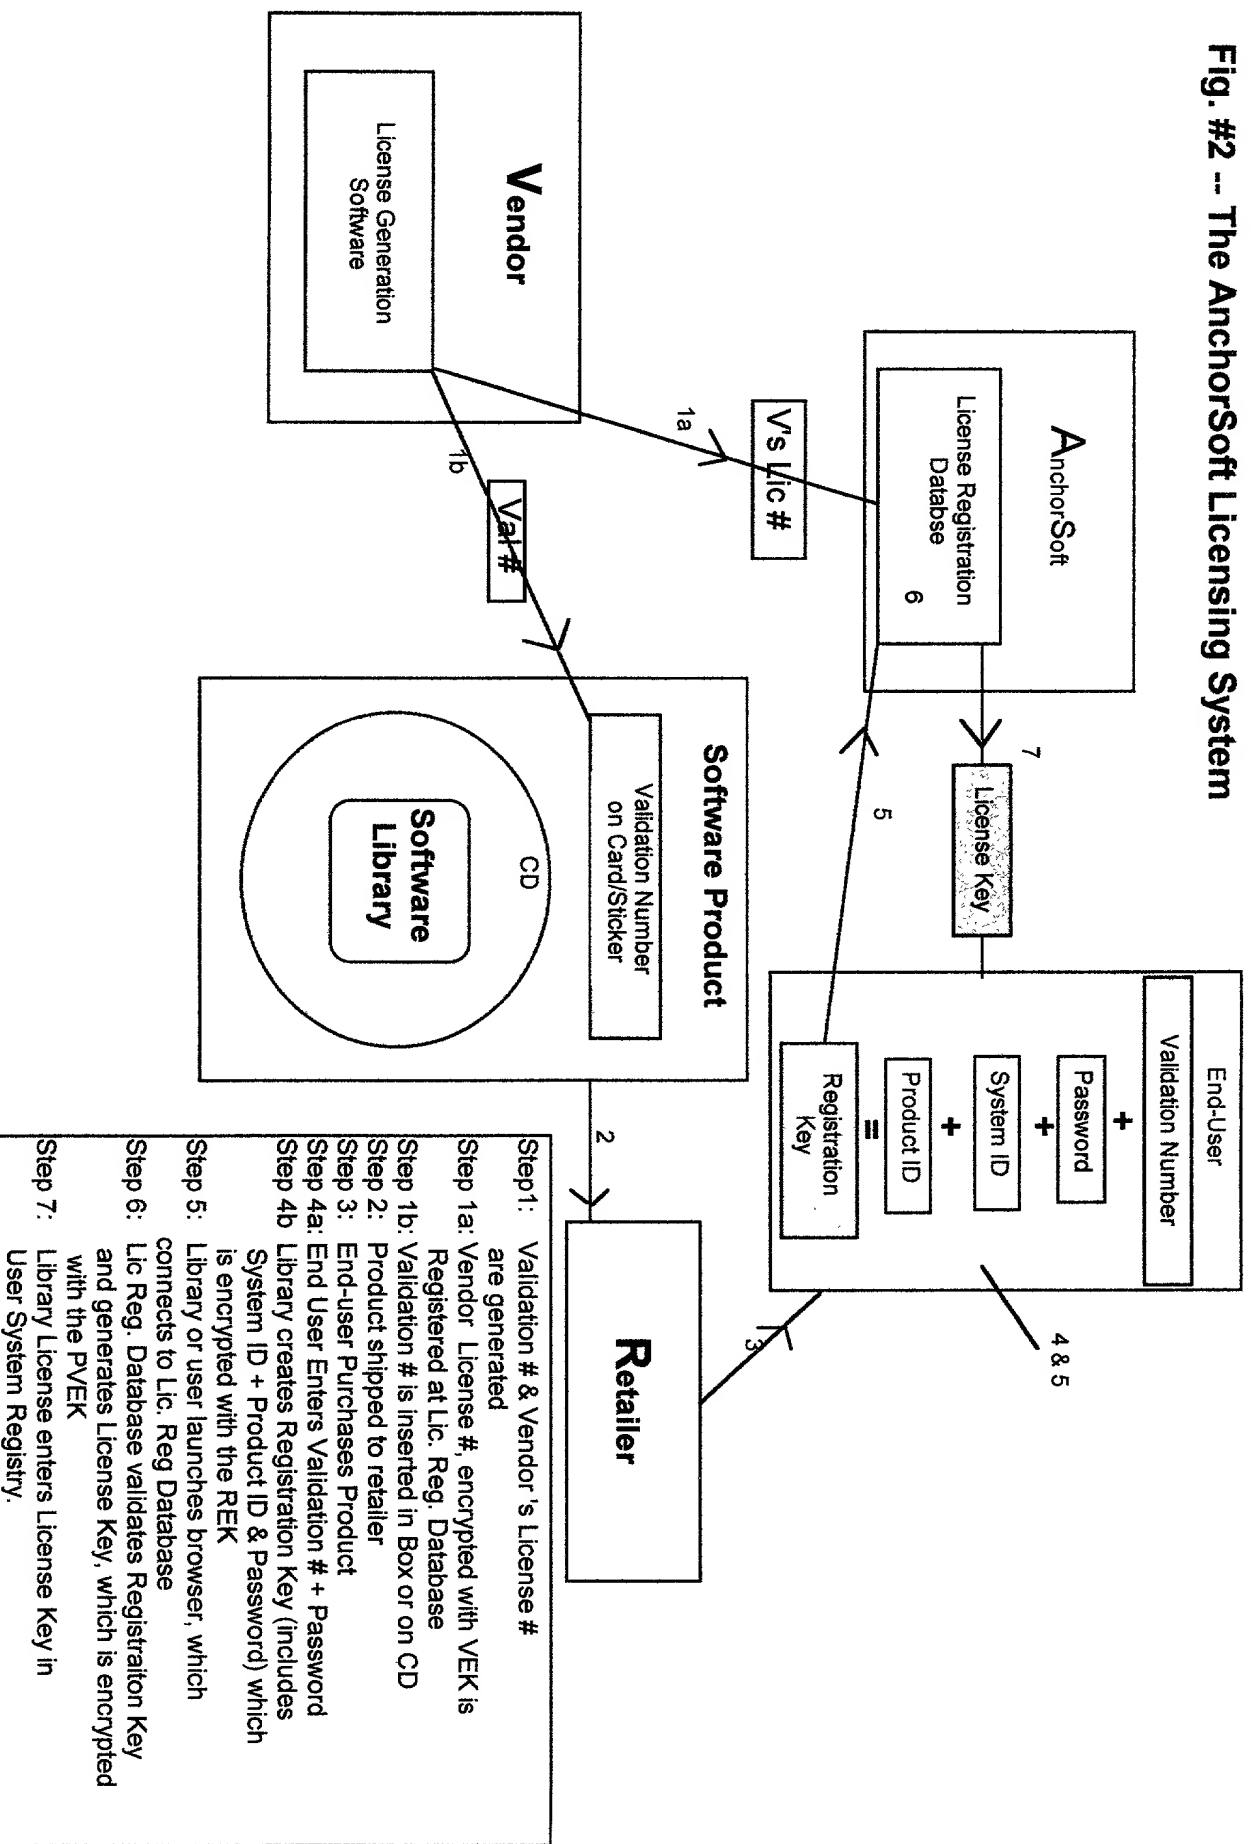 Fig. #2 -- The AnchorSoft Licensing System
AnchorSoft
License Registration
Databse
6
7
License Key
End-User
Validation Number
+
Password
+
System ID
+
Product ID
=
Registration
Key
4 & 5
5
V's Lic #
1a
Vendor
License Generation
Software
1b
Val #
Software Product
Validation Number
on Card/Sticker
CD
Software
Library
2
3
Retailer
Step1: Validation # & Vendor's License #
are generated
Step 1a: Vendor License #, encrypted with VEK is
Registered at Lic. Reg. Database
Step 1b: Validation # is inserted in Box or on CD
Step 2: Product shipped to retailer
Step 3: End-user Purchases Product
Step 4a: End User Enters Validation # + Password
Step 4b Library creates Registration Key (includes
System ID + Product ID & Password) which
is encrypted with the REK
Step 5: Library or user launches browser, which
connects to Lic. Reg Database
Step 6: Lic Reg. Database validates Registraiton Key
and generates License Key, which is encrypted
with the PVEK
Step 7: Library License enters License Key in
User System Registry.